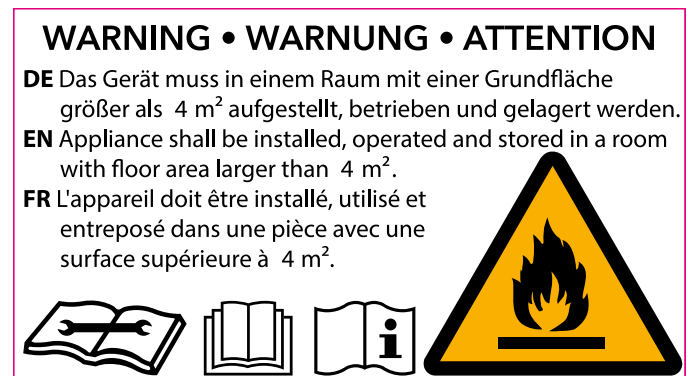 WARNING • WARNUNG • ATTENTION
DE Das Gerät muss in einem Raum mit einer Grundfläche
größer als 4 m² aufgestellt, betrieben und gelagert werden.
EN Appliance shall be installed, operated and stored in a room
with floor area larger than 4 m².
FR L'appareil doit être installé, utilisé et
entreposé dans une pièce avec une
surface supérieure à 4 m².
i